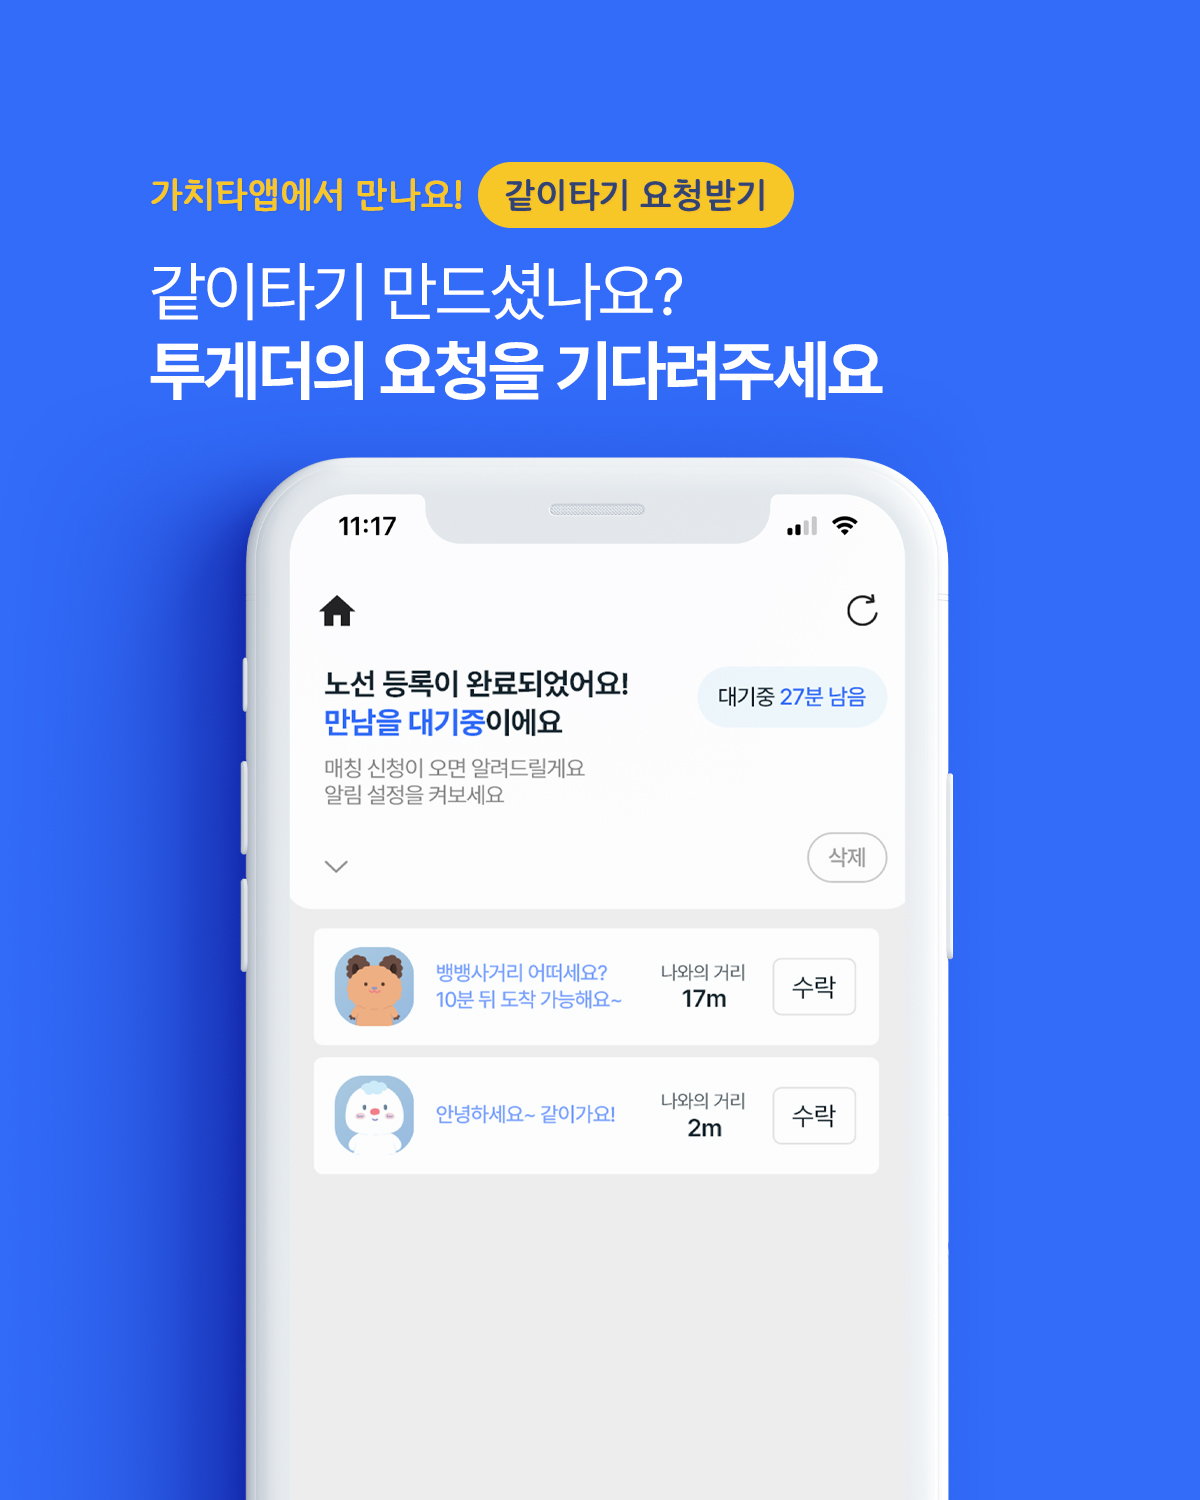 가치타앱에서 만나요! 같이타기 요청받기
같이타기 만드셨나요?
투게더의 요청을 기다려주세요
11:17
노선 등록이 완료되었어요!
만남을 대기중이에요
대기중 27분 남음
매칭 신청이 오면 알려드릴게요
알림 설정을 켜보세요
삭제
뱅뱅사거리 어떠세요?
10분 뒤 도착 가능해요~
나와의 거리
17m
수락
안녕하세요~ 같이가요!
나와의 거리
2m
수락